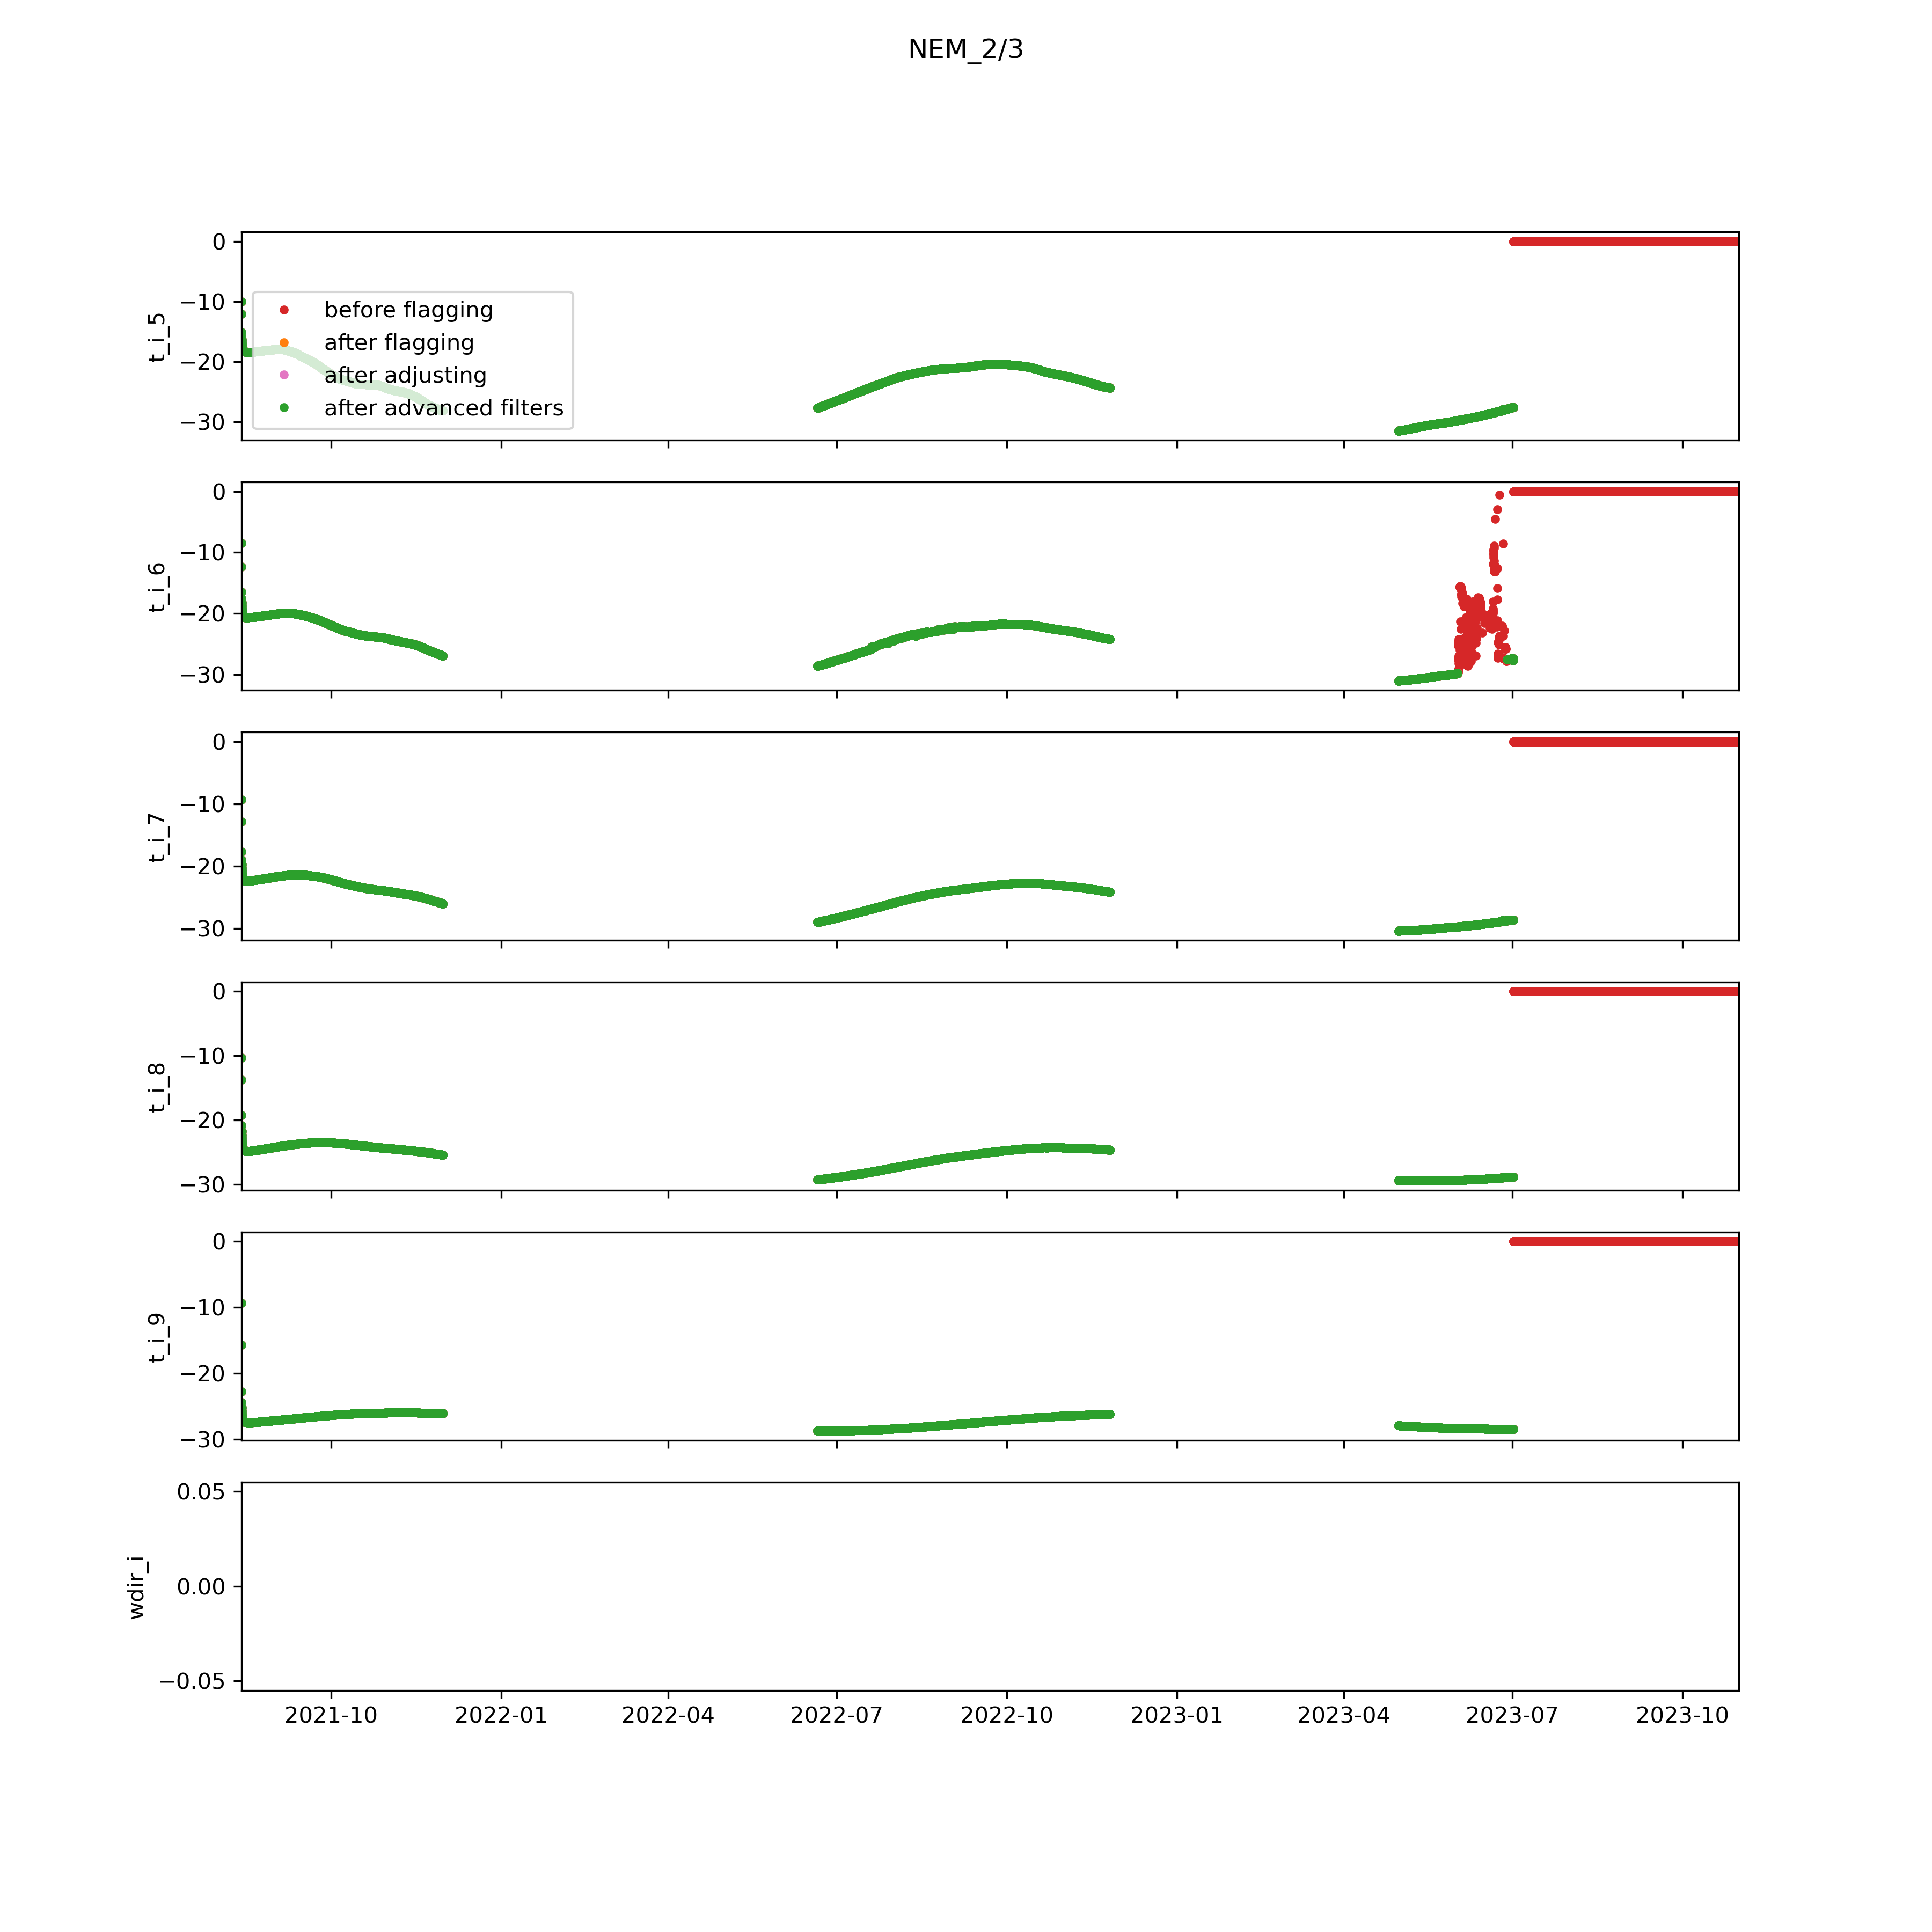 NEM_2/3
0
−10
−20
−30
t_i_5
before flagging
after flagging
after adjusting
after advanced filters
0
−10
−20
−30
t_i_6
0
−10
−20
−30
t_i_7
0
−10
−20
−30
t_i_8
0
−10
−20
−30
t_i_9
0.05
0.00
−0.05
wdir_i
2021-10 2022-01 2022-04 2022-07 2022-10 2023-01 2023-04 2023-07 2023-10